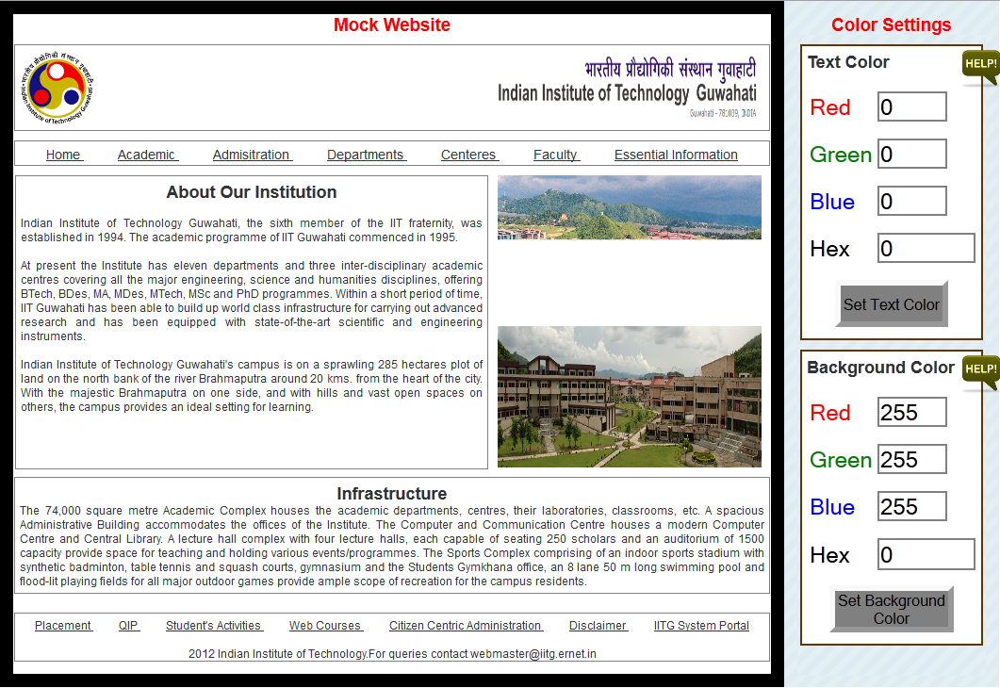 Mock Website
भारतीय प्रौद्योगिकी संस्थान गुवाहाटी
Indian Institute of Technology Guwahati
Guwahati - 781039, INDIA
भारतीय प्रौद्योगिकी संस्थान गुवाहाटी
Indian Institute of Technology Guwahati
Home Academic Admisitration Departments Centeres Faculty Essential Information
About Our Institution
Indian Institute of Technology Guwahati, the sixth member of the IIT fraternity, was
established in 1994. The academic programme of IIT Guwahati commenced in 1995.
At present the Institute has eleven departments and three inter-disciplinary academic
centres covering all the major engineering, science and humanities disciplines, offering
BTech, BDes, MA, MDes, MTech, MSc and PhD programmes. Within a short period of time,
IIT Guwahati has been able to build up world class infrastructure for carrying out advanced
research and has been equipped with state-of-the-art scientific and engineering
instruments.
Indian Institute of Technology Guwahati's campus is on a sprawling 285 hectares plot of
land on the north bank of the river Brahmaputra around 20 kms. from the heart of the city.
With the majestic Brahmaputra on one side, and with hills and vast open spaces on
others, the campus provides an ideal setting for learning.
Infrastructure
The 74,000 square metre Academic Complex houses the academic departments, centres, their laboratories, classrooms, etc. A spacious
Administrative Building accommodates the offices of the Institute. The Computer and Communication Centre houses a modern Computer
Centre and Central Library. A lecture hall complex with four lecture halls, each capable of seating 250 scholars and an auditorium of 1500
capacity provide space for teaching and holding various events/programmes. The Sports Complex comprising of an indoor sports stadium with
synthetic badminton, table tennis and squash courts, gymnasium and the Students Gymkhana office, an 8 lane 50 m long swimming pool and
flood-lit playing fields for all major outdoor games provide ample scope of recreation for the campus residents.
Placement QIP Student's Activities Web Courses Citizen Centric Administration Disclaimer IITG System Portal
2012 Indian Institute of Technology.For queries contact webmaster@iitg.ernet.in
Color Settings
Text Color
HELP!
Red 0
Green 0
Blue 0
Hex 0
Set Text Color
Background Color
HELP!
Red 255
Green 255
Blue 255
Hex 0
Set Background
Color